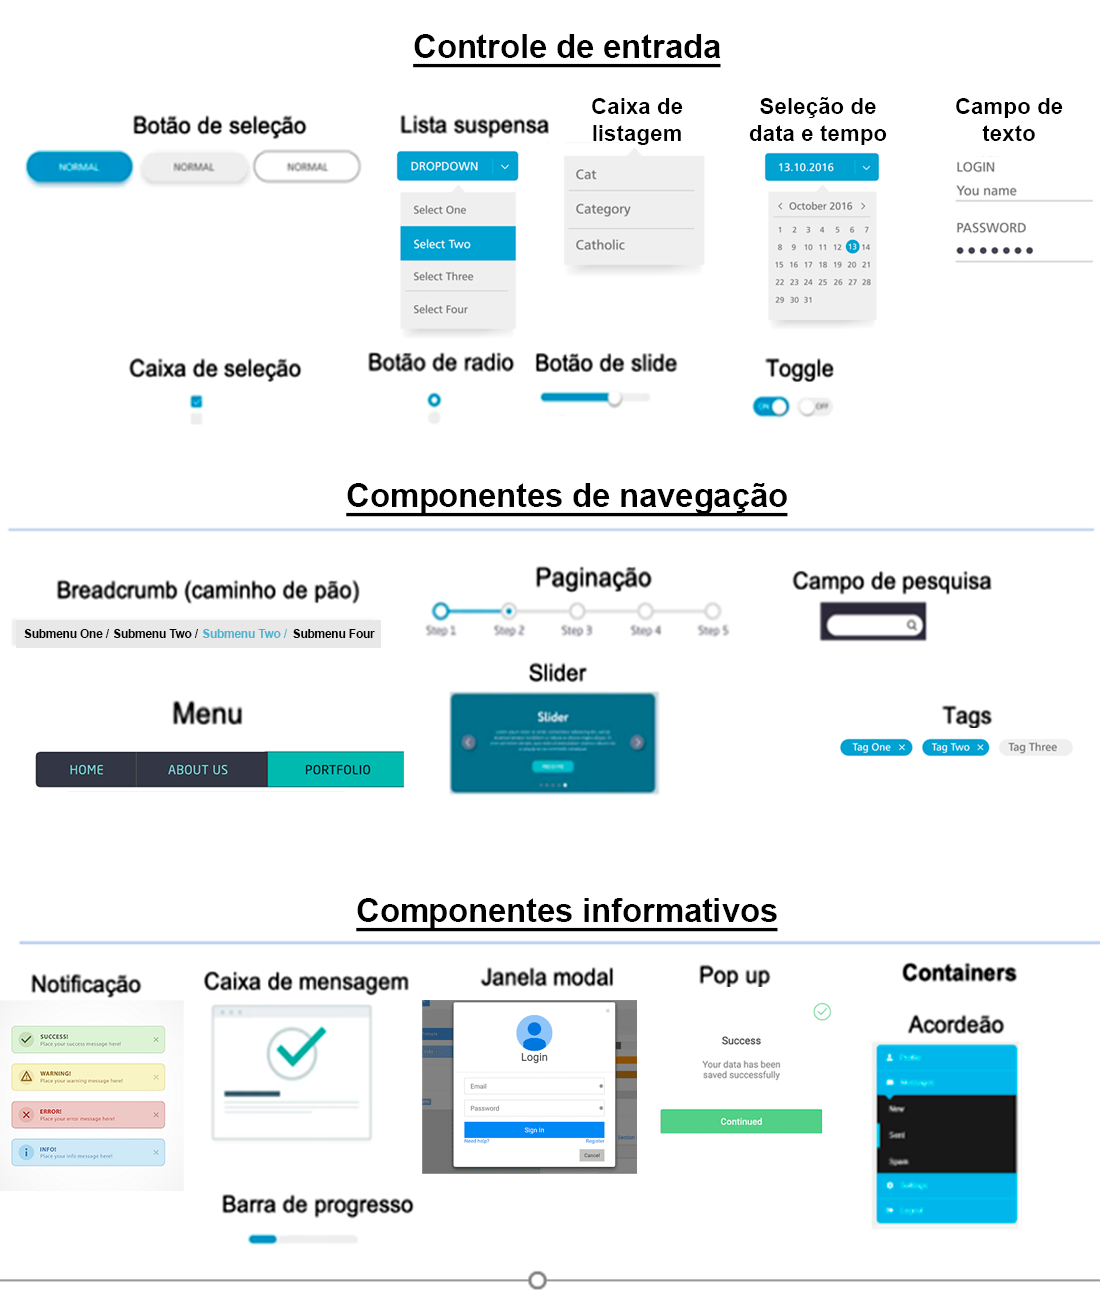 Controle de entrada
Botão de seleção
NORMAL
NORMAL
NORMAL
Lista suspensa
DROPDOWN
Select One
Select Two
Select Three
Select Four
Caixa de
listagem
Cat
Category
Catholic
Seleção de
data e tempo
13.10.2016
October 2016
1 2 3 4 5 6 7
8 9 10 11 12 13 14
15 16 17 18 19 20 21
22 23 24 25 26 27 28
29 30 31
Campo de
texto
LOGIN
You name
PASSWORD
Caixa de seleção
Botão de radio
Botão de slide
Toggle
ON
OFF
Componentes de navegação
Breadcrumb (caminho de pão)
Submenu One / Submenu Two / Submenu Two / Submenu Four
Paginação
Step 1 Step 2 Step 3 Step 4 Step 5
Campo de pesquisa
Menu
HOME ABOUT US PORTFOLIO
Slider
Slider
Tags
Tag One × Tag Two × Tag Three
Componentes informativos
Notificação
SUCCESS!
Place your success message here!
WARNING!
Place your warning message here!
ERROR!
Place your error message here!
INFO!
Place your info message here!
Caixa de mensagem
Janela modal
Login
Email
Password
Sign In
Need help? Register
Cancel
Section
Pop up
Success
Your data has been
saved successfully
Continued
Containers
Acordeão
Profile
Messages
New
Sent
Spam
Settings
Logout
Barra de progresso